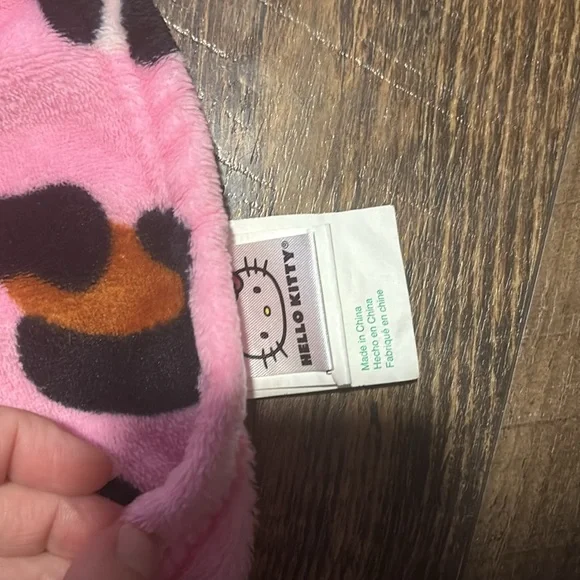 HELLO KITTY®
Made in China
Hecho en China
Fabriqué en chine